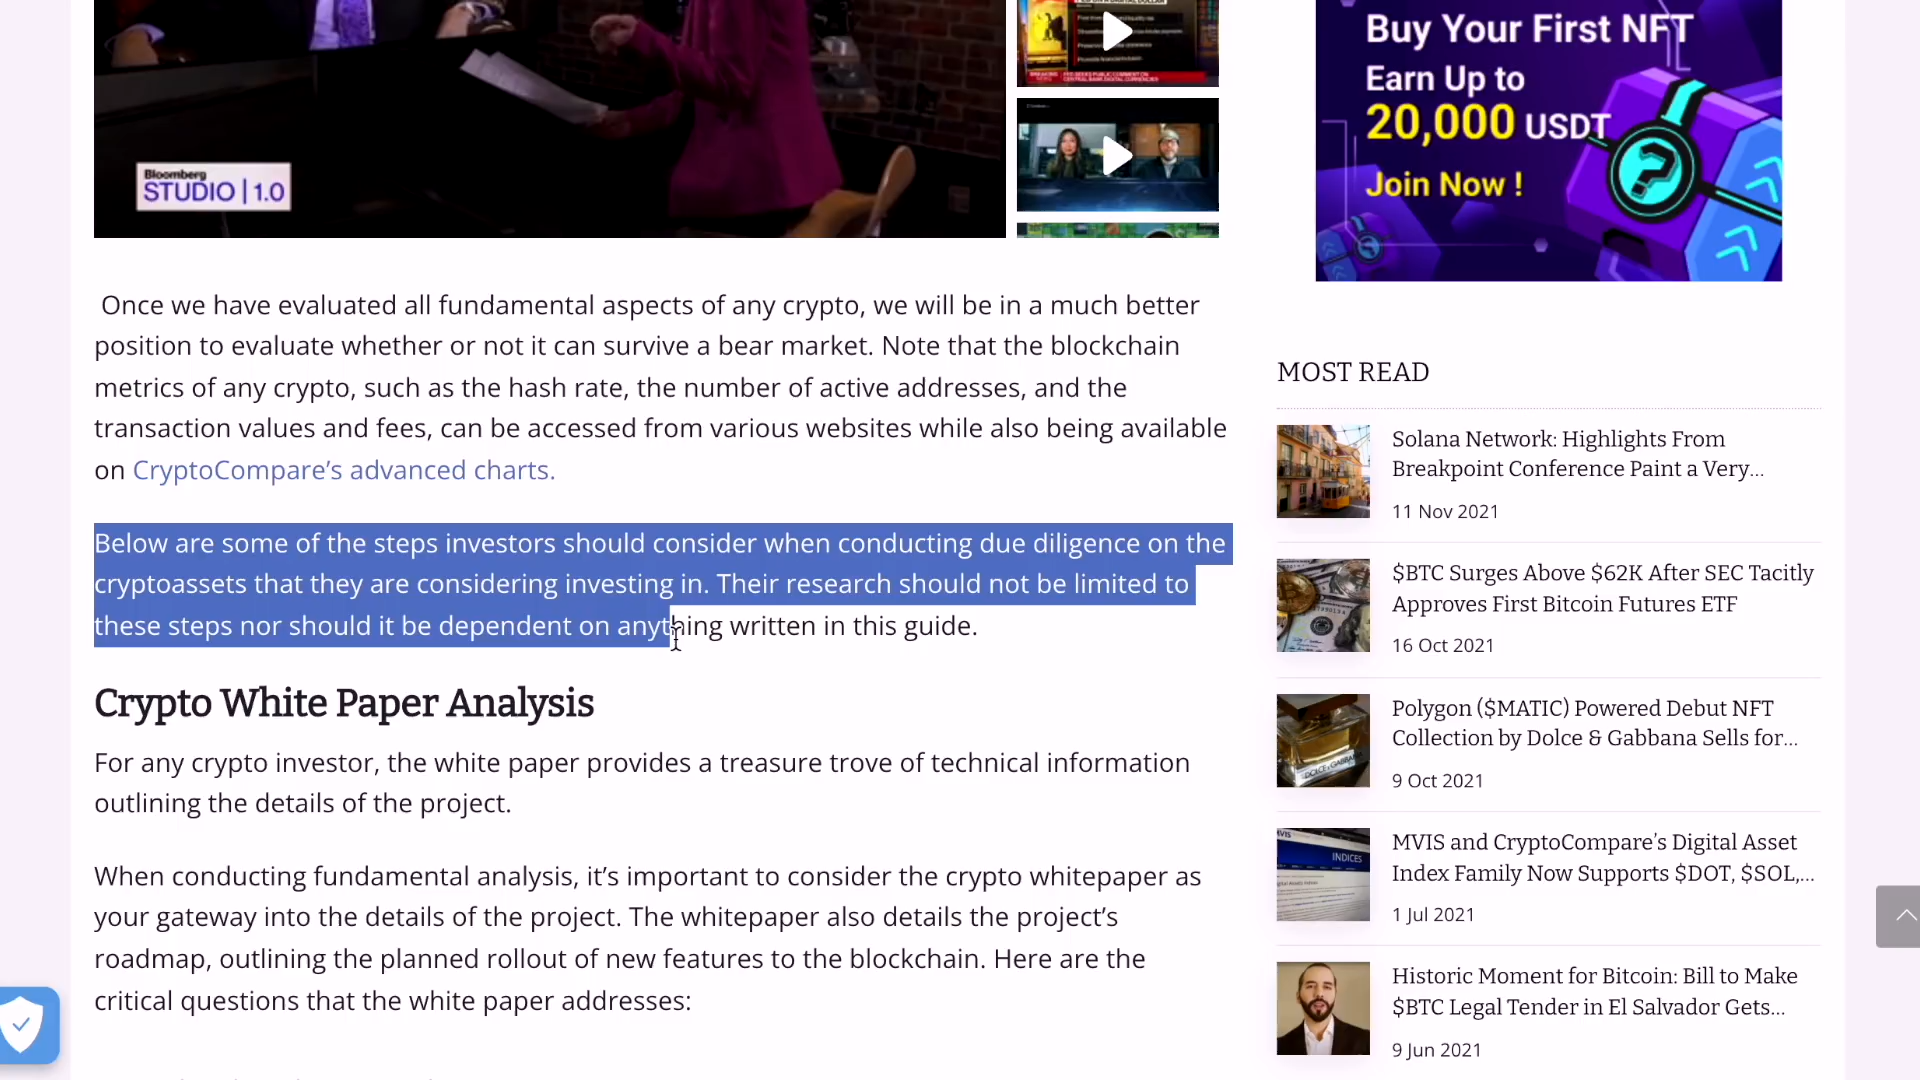 Bloomberg
STUDIO | 1.0
Buy Your First NFT
Earn Up to
20,000 USDT
Join Now !
Once we have evaluated all fundamental aspects of any crypto, we will be in a much better
position to evaluate whether or not it can survive a bear market. Note that the blockchain
metrics of any crypto, such as the hash rate, the number of active addresses, and the
transaction values and fees, can be accessed from various websites while also being available
on CryptoCompare’s advanced charts.
Below are some of the steps investors should consider when conducting due diligence on the
cryptoassets that they are considering investing in. Their research should not be limited to
these steps nor should it be dependent on anything written in this guide.
Crypto White Paper Analysis
For any crypto investor, the white paper provides a treasure trove of technical information
outlining the details of the project.
When conducting fundamental analysis, it’s important to consider the crypto whitepaper as
your gateway into the details of the project. The whitepaper also details the project’s
roadmap, outlining the planned rollout of new features to the blockchain. Here are the
critical questions that the white paper addresses:
MOST READ
Solana Network: Highlights From
Breakpoint Conference Paint a Very...
11 Nov 2021
$BTC Surges Above $62K After SEC Tacitly
Approves First Bitcoin Futures ETF
16 Oct 2021
Polygon ($MATIC) Powered Debut NFT
Collection by Dolce & Gabbana Sells for...
9 Oct 2021
MVIS and CryptoCompare’s Digital Asset
Index Family Now Supports $DOT, $SOL,...
1 Jul 2021
INDICES
Historic Moment for Bitcoin: Bill to Make
$BTC Legal Tender in El Salvador Gets...
9 Jun 2021